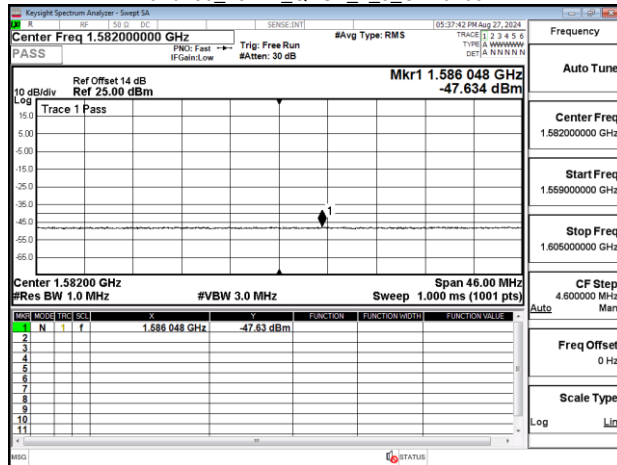 Keysight Spectrum Analyzer - Swept SA
R RF 50 Ω DC SENSE:INT 05:37:42 PM Aug 27, 2024
Center Freq 1.582000000 GHz #Avg Type: RMS TRACE 1 2 3 4 5 6
PNO: Fast Trig: Free Run TYPE A WWWWW
PASS IFGain:Low #Atten: 30 dB DET A N N N N N
Mkr1 1.586 048 GHz
Ref Offset 14 dB
10 dB/div Ref 25.00 dBm -47.634 dBm
Log
Trace 1 Pass
15.0
5.00
-5.00
-15.0
-25.0
-35.0
1
-45.0
-55.0
-65.0
Center 1.58200 GHz Span 46.00 MHz
#Res BW 1.0 MHz #VBW 3.0 MHz Sweep 1.000 ms (1001 pts)
MKR MODE TRC SCL X Y FUNCTION FUNCTION WIDTH FUNCTION VALUE
1 N 1 f 1.586 048 GHz -47.63 dBm
2
3
4
5
6
7
8
9
10
11
MSG STATUS
Frequency
Auto Tune
Center Freq
1.582000000 GHz
Start Freq
1.559000000 GHz
Stop Freq
1.605000000 GHz
CF Step
4.600000 MHz
Auto Man
Freq Offset
0 Hz
Scale Type
Log Lin